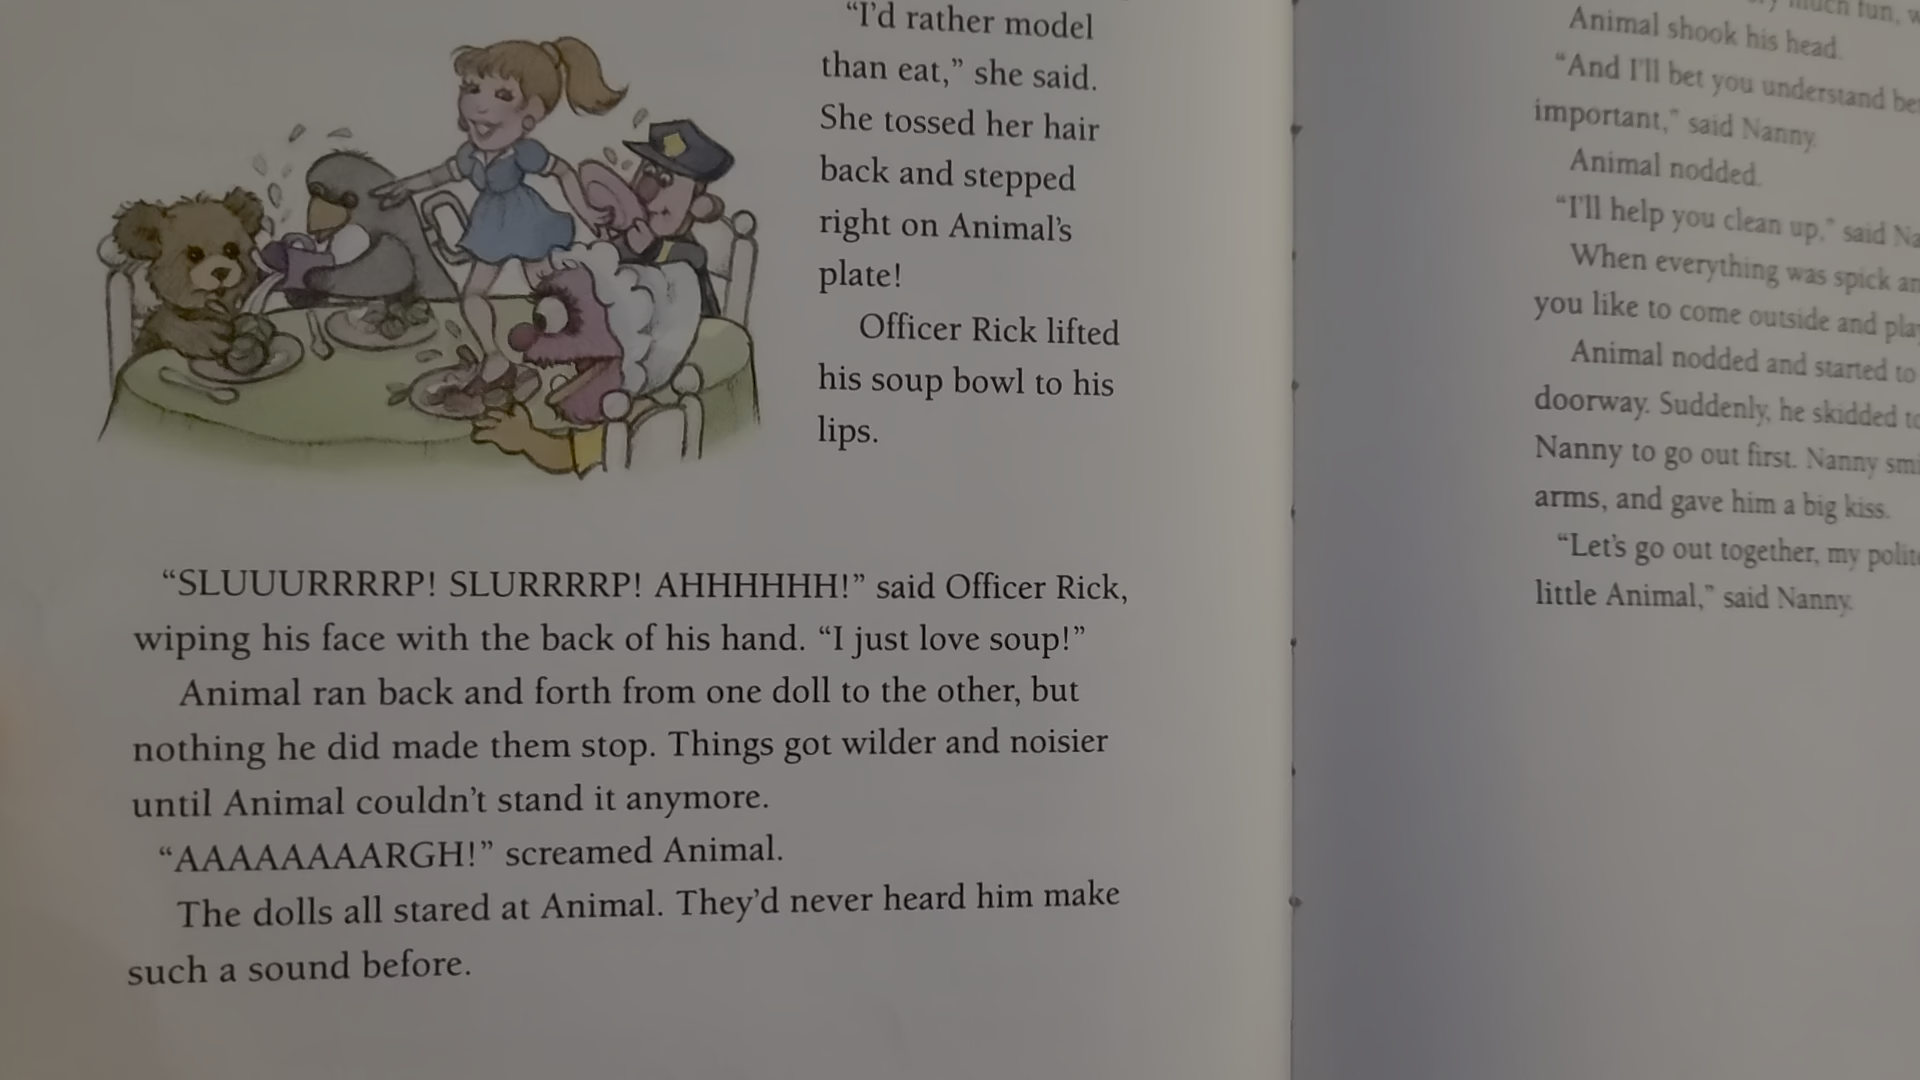 “I’d rather model
than eat,” she said.
She tossed her hair
back and stepped
right on Animal’s
plate!
Officer Rick lifted
his soup bowl to his
lips.
“SLUUURRRRP! SLURRRRP! AHHHHHH!” said Officer Rick,
wiping his face with the back of his hand. “I just love soup!”
Animal ran back and forth from one doll to the other, but
nothing he did made them stop. Things got wilder and noisier
until Animal couldn’t stand it anymore.
“AAAAAAAARGH!” screamed Animal.
The dolls all stared at Animal. They’d never heard him make
such a sound before.
much fun,
Animal shook his head.
“And I’ll bet you understand
important,” said Nanny.
Animal nodded.
“I’ll help you clean up,” said
When everything was spick
you like to come outside and
Animal nodded and started to
doorway. Suddenly, he skidded
Nanny to go out first. Nanny
arms, and gave him a big kiss.
“Let’s go out together, my
little Animal,” said Nanny.